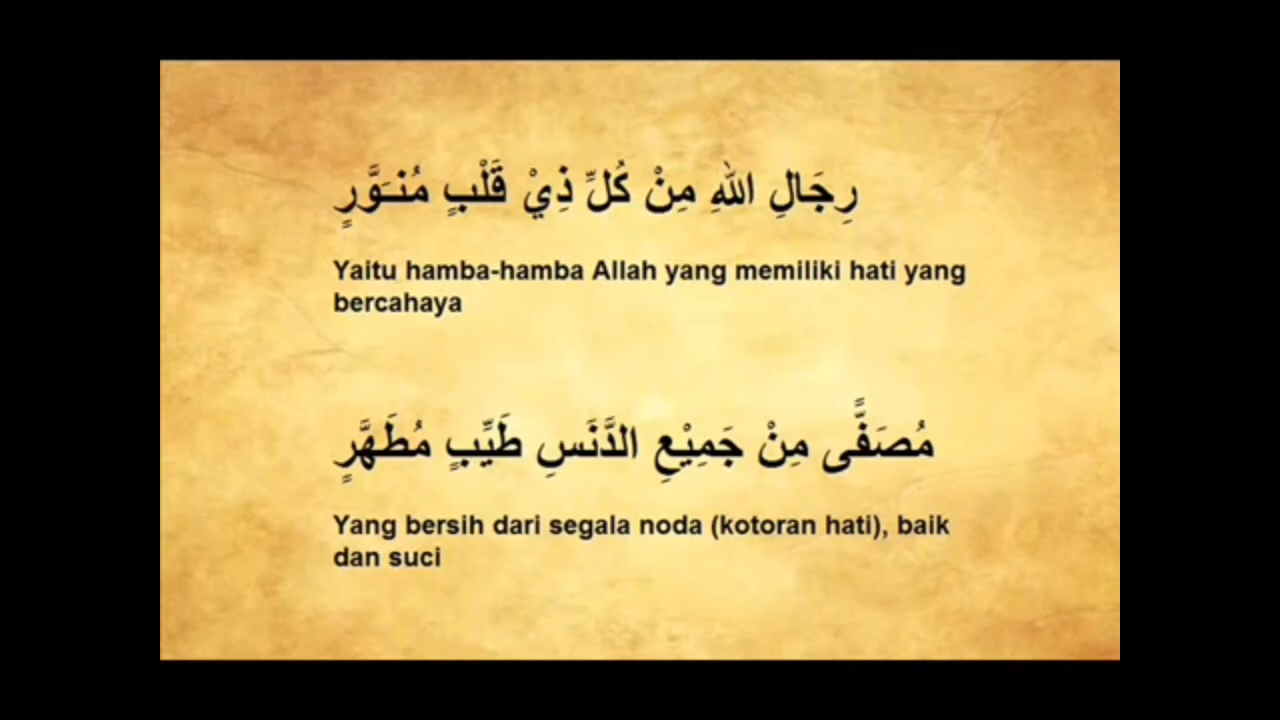 رِجَالِ اللهِ مِنْ كُلِّ ذِيْ قَلْبٍ مُنَـوَّرٍ
Yaitu hamba-hamba Allah yang memiliki hati yang
bercahaya
مُصَفًّى مِنْ جَمِيْعِ الدَّنَسِ طَيِّبٍ مُطَهَّرٍ
Yang bersih dari segala noda (kotoran hati), baik
dan suci